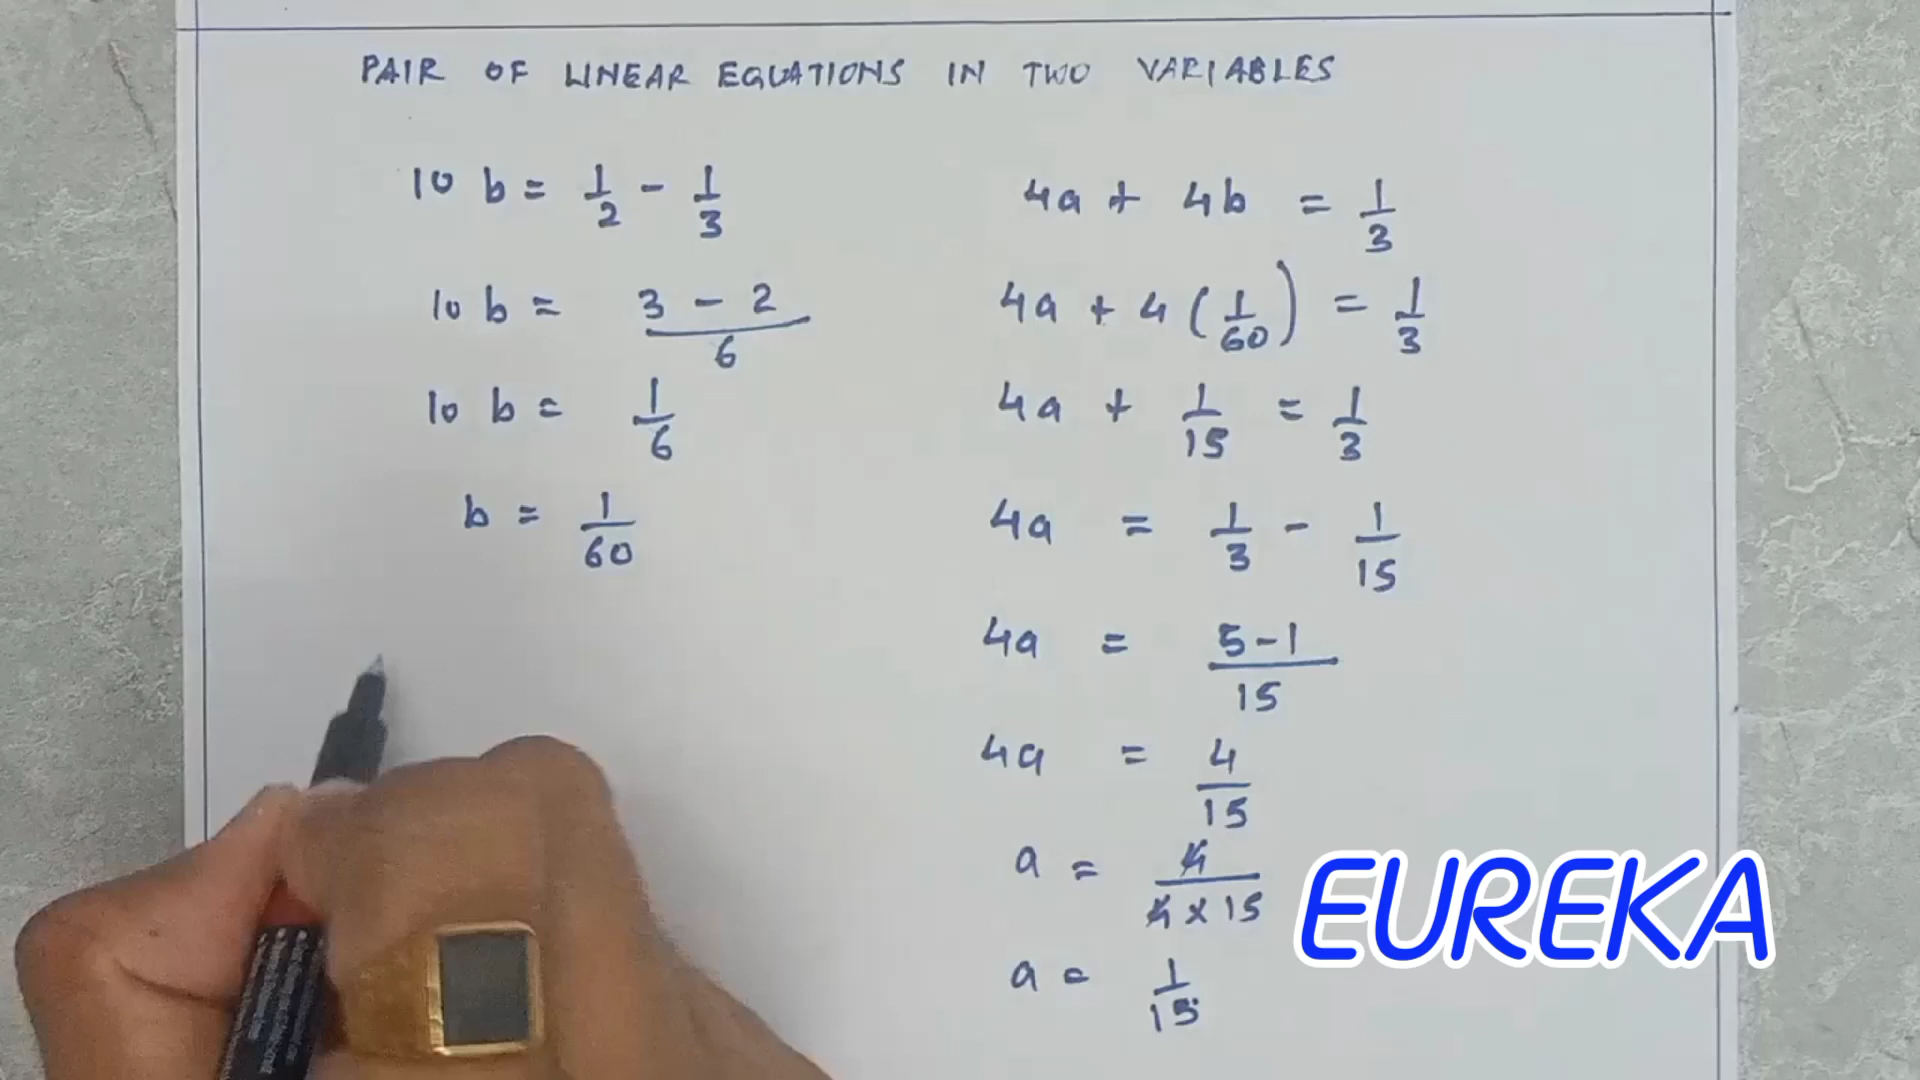 PAIR OF LINEAR EQUATIONS IN TWO VARIABLES
10 b = 1/2 - 1/3
10 b = 3 - 2 / 6
10 b = 1/6
b = 1/60
4a + 4b = 1/3
4a + 4 (1/60) = 1/3
4a + 1/15 = 1/3
4a = 1/3 - 1/15
4a = 5-1 / 15
4a = 4/15
a = 4 / 4 x 15
a = 1/15
EUREKA